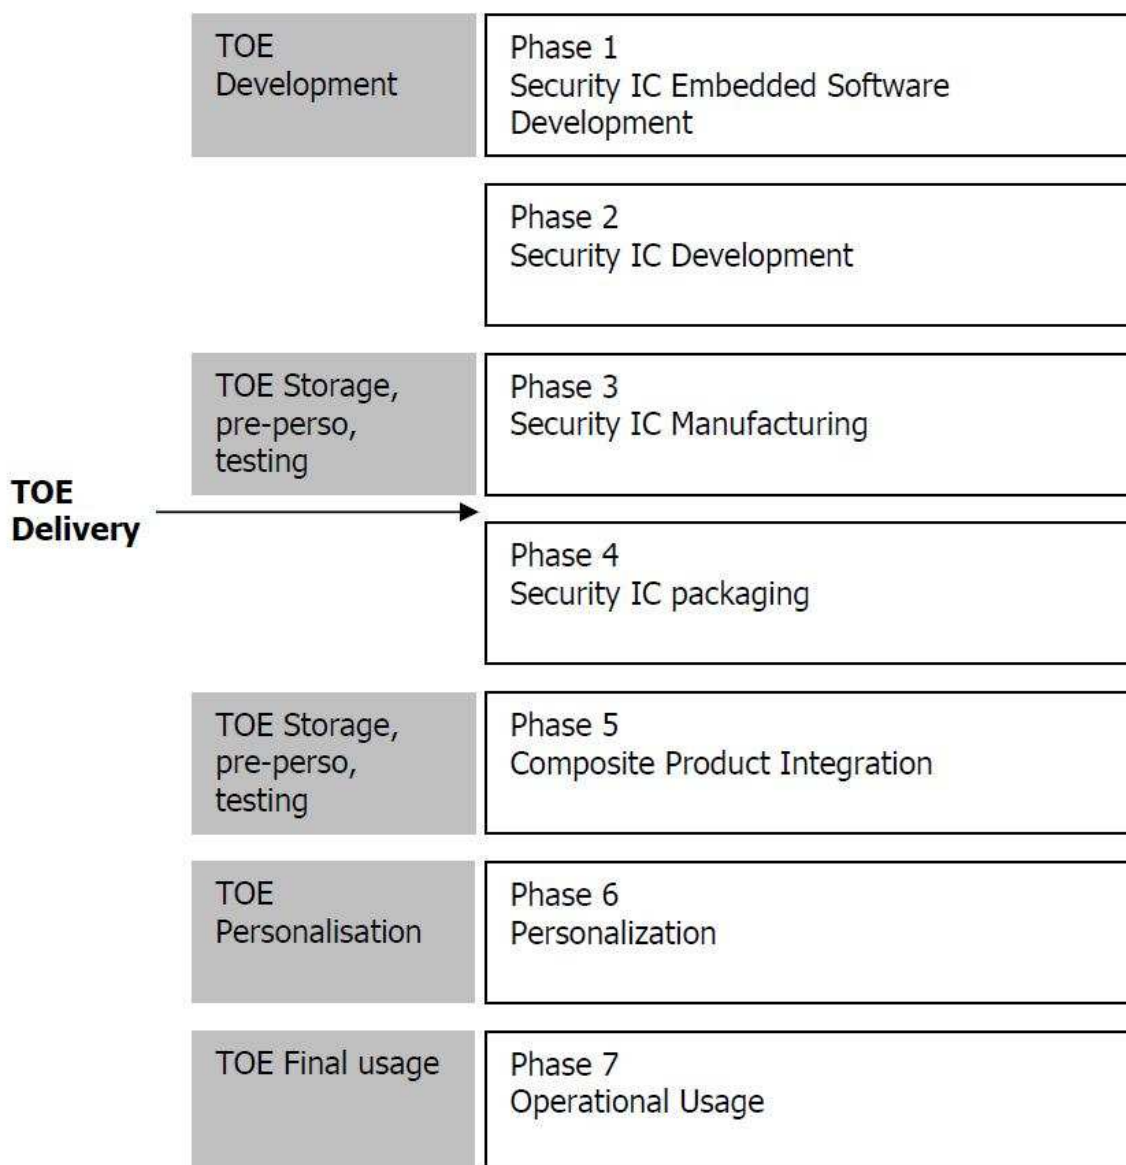 TOE
Development
Phase 1
Security IC Embedded Software
Development
Phase 2
Security IC Development
TOE Storage,
pre-perso,
testing
Phase 3
Security IC Manufacturing
TOE
Delivery
Phase 4
Security IC packaging
TOE Storage,
pre-perso,
testing
Phase 5
Composite Product Integration
TOE
Personalisation
Phase 6
Personalization
TOE Final usage
Phase 7
Operational Usage